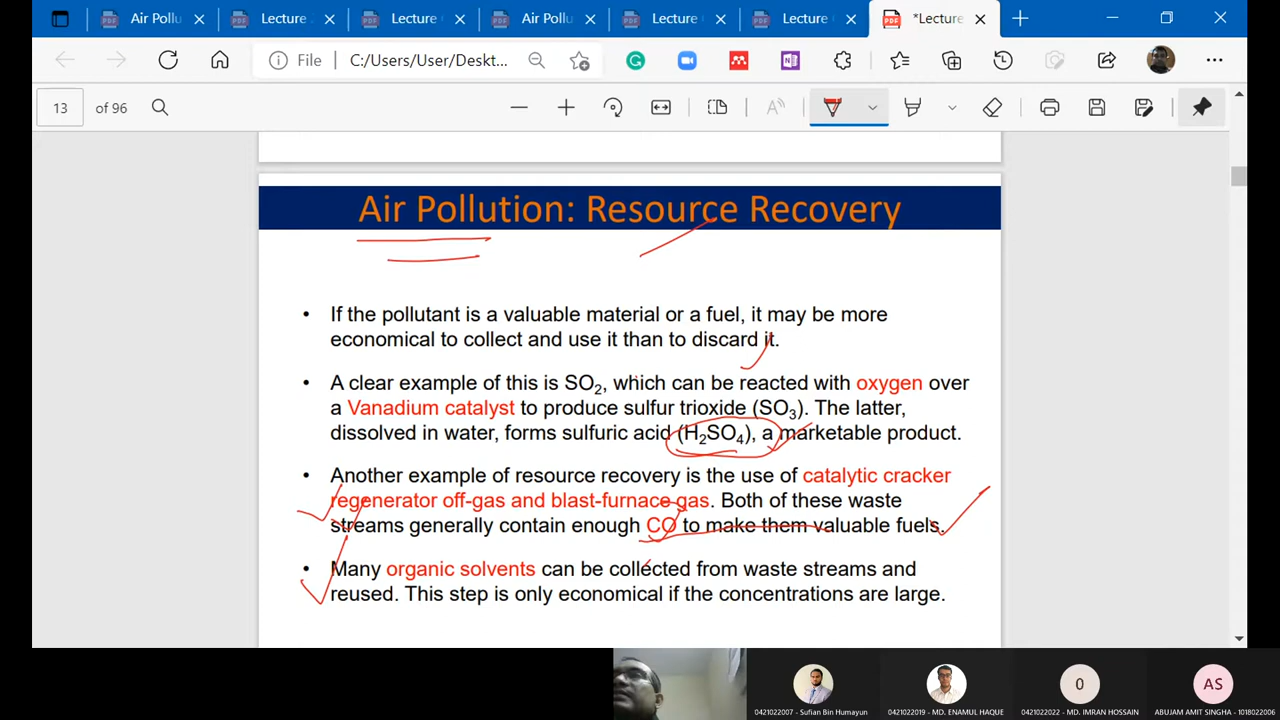 Air Pollu
Lecture
Lecture
Air Pollu
Lecture
Lecture
*Lecture
File
C:/Users/User/Deskt...
13
of 96
Air Pollution: Resource Recovery
• If the pollutant is a valuable material or a fuel, it may be more
economical to collect and use it than to discard it.
• A clear example of this is SO₂, which can be reacted with oxygen over
a Vanadium catalyst to produce sulfur trioxide (SO₃). The latter,
dissolved in water, forms sulfuric acid (H₂SO₄), a marketable product.
• Another example of resource recovery is the use of catalytic cracker
regenerator off-gas and blast-furnace gas. Both of these waste
streams generally contain enough CO to make them valuable fuels.
• Many organic solvents can be collected from waste streams and
reused. This step is only economical if the concentrations are large.
0
AS
0421022007 - Sufian Bin Humayun
0421022019 - MD. ENAMUL HAQUE
0421022022 - MD. IMRAN HOSSAIN
ABUJAM AMIT SINGHA - 1018022006